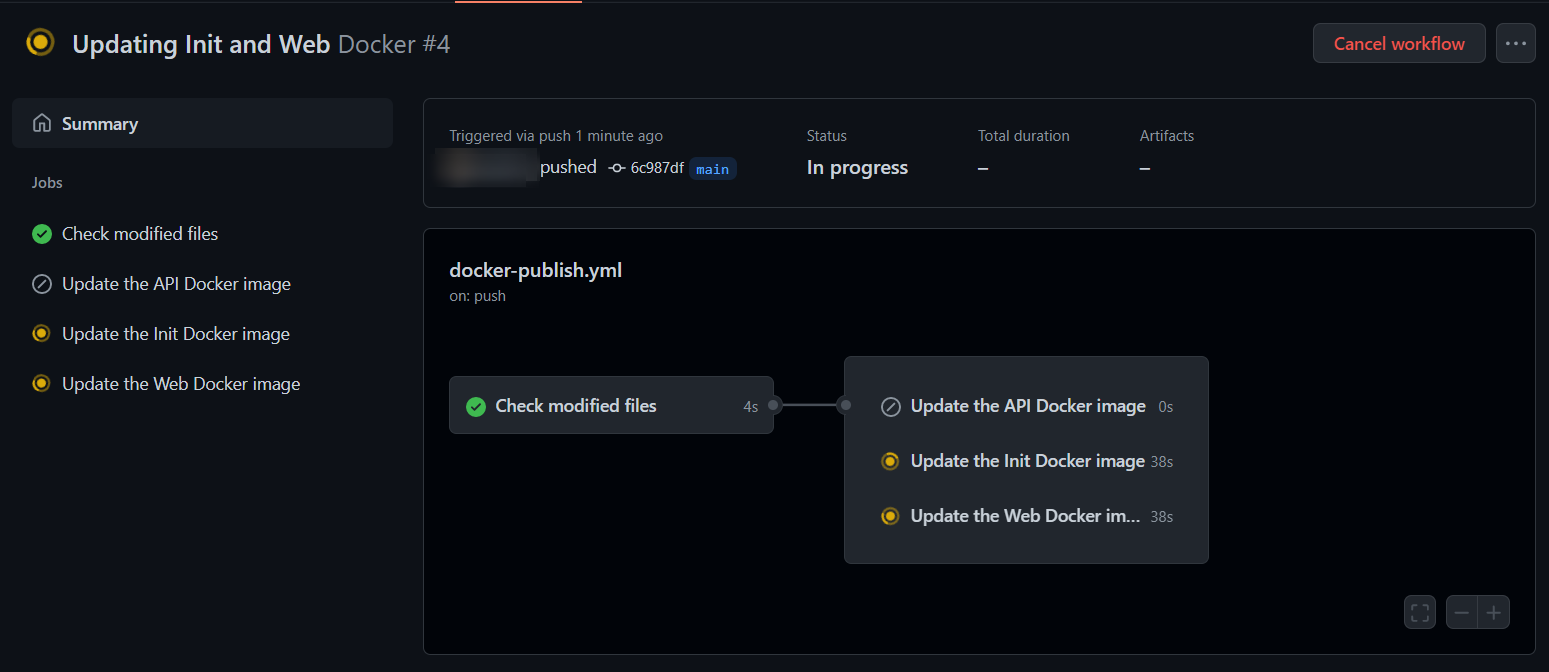 Updating Init and Web Docker #4
Cancel workflow
Summary
Jobs
Check modified files
Update the API Docker image
Update the Init Docker image
Update the Web Docker image
Triggered via push 1 minute ago
pushed 6c987df main
Status
In progress
Total duration
–
Artifacts
–
docker-publish.yml
on: push
Check modified files 4s
Update the API Docker image 0s
Update the Init Docker image 38s
Update the Web Docker im... 38s